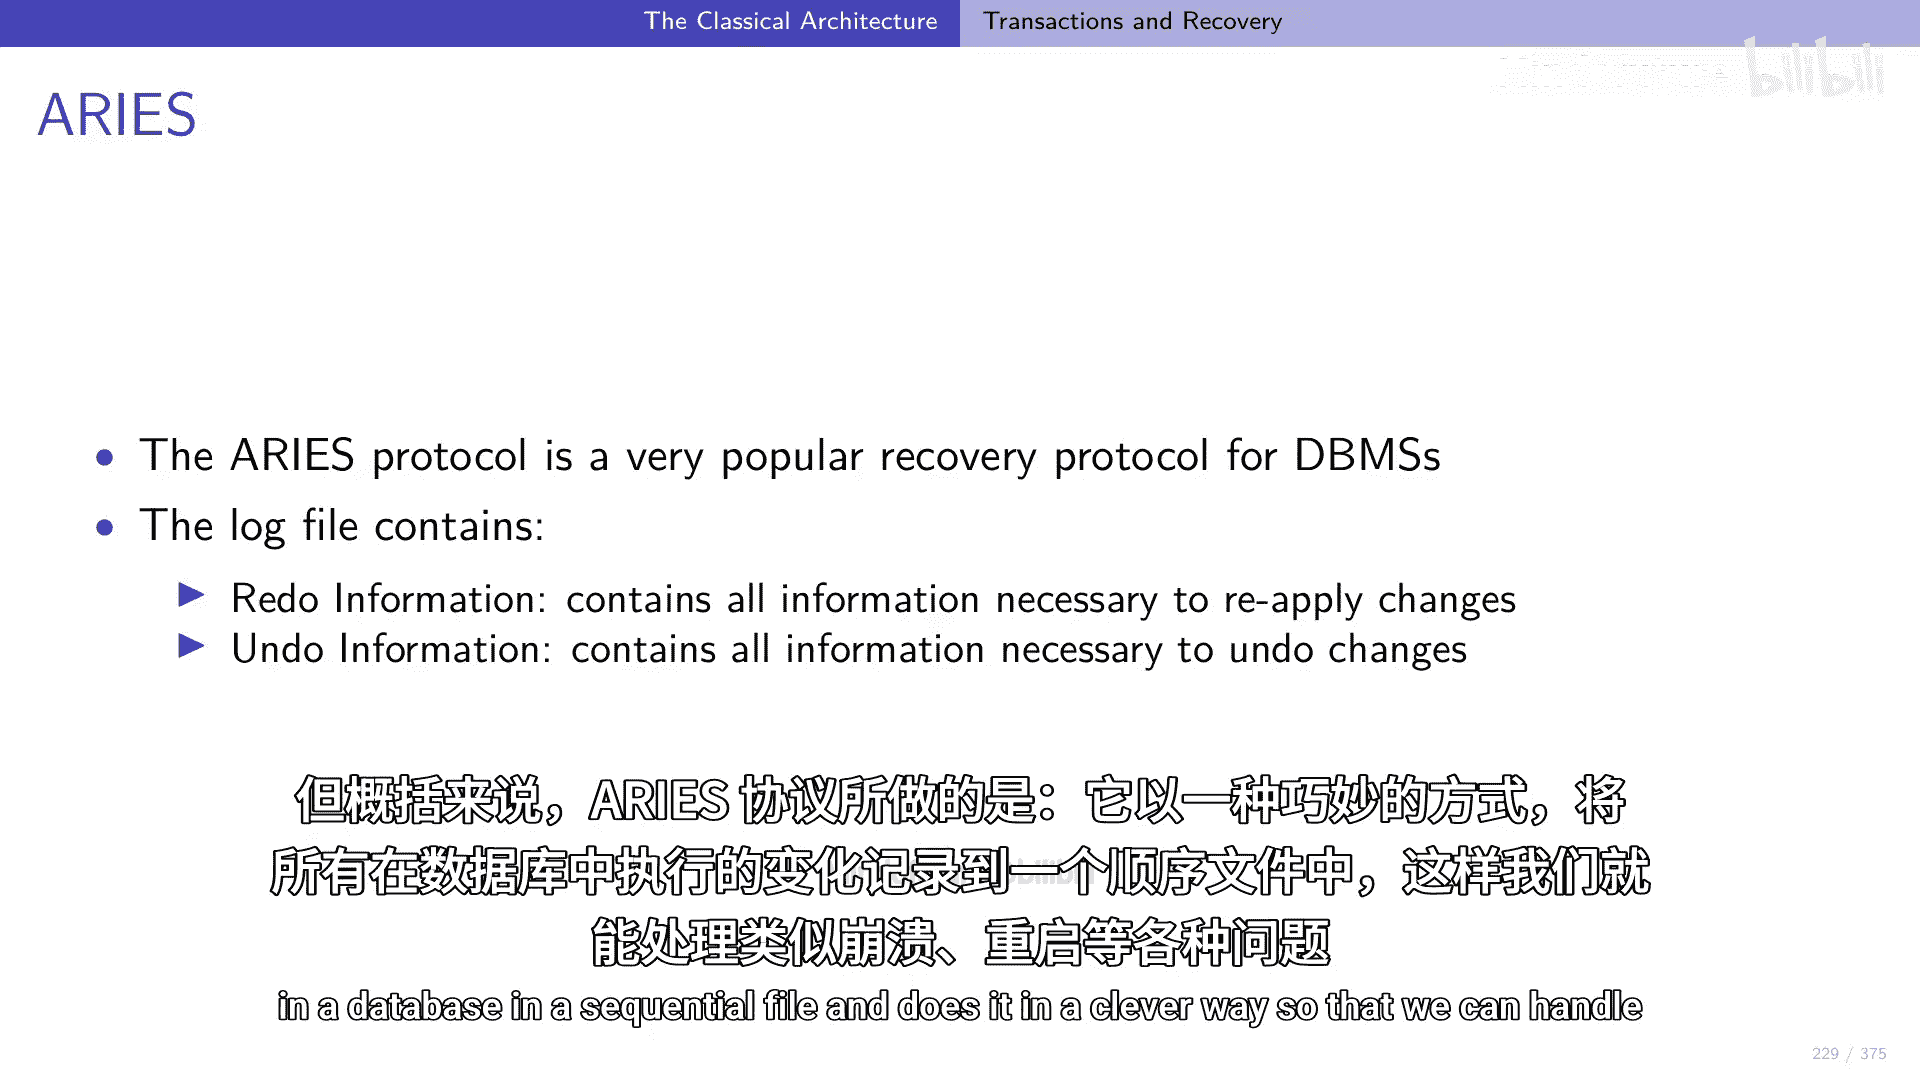 The Classical Architecture Transactions and Recovery
bilibili
ARIES
• The ARIES protocol is a very popular recovery protocol for DBMSs
• The log file contains:
▶ Redo Information: contains all information necessary to re-apply changes
▶ Undo Information: contains all information necessary to undo changes
但概括来说，ARIES 协议所做的是：它以一种巧妙的方式，将
所有在数据库中执行的变化记录到一个顺序文件中，这样我们就
能处理类似崩溃、重启等各种问题
in a database in a sequential file and does it in a clever way so that we can handle
229 / 375